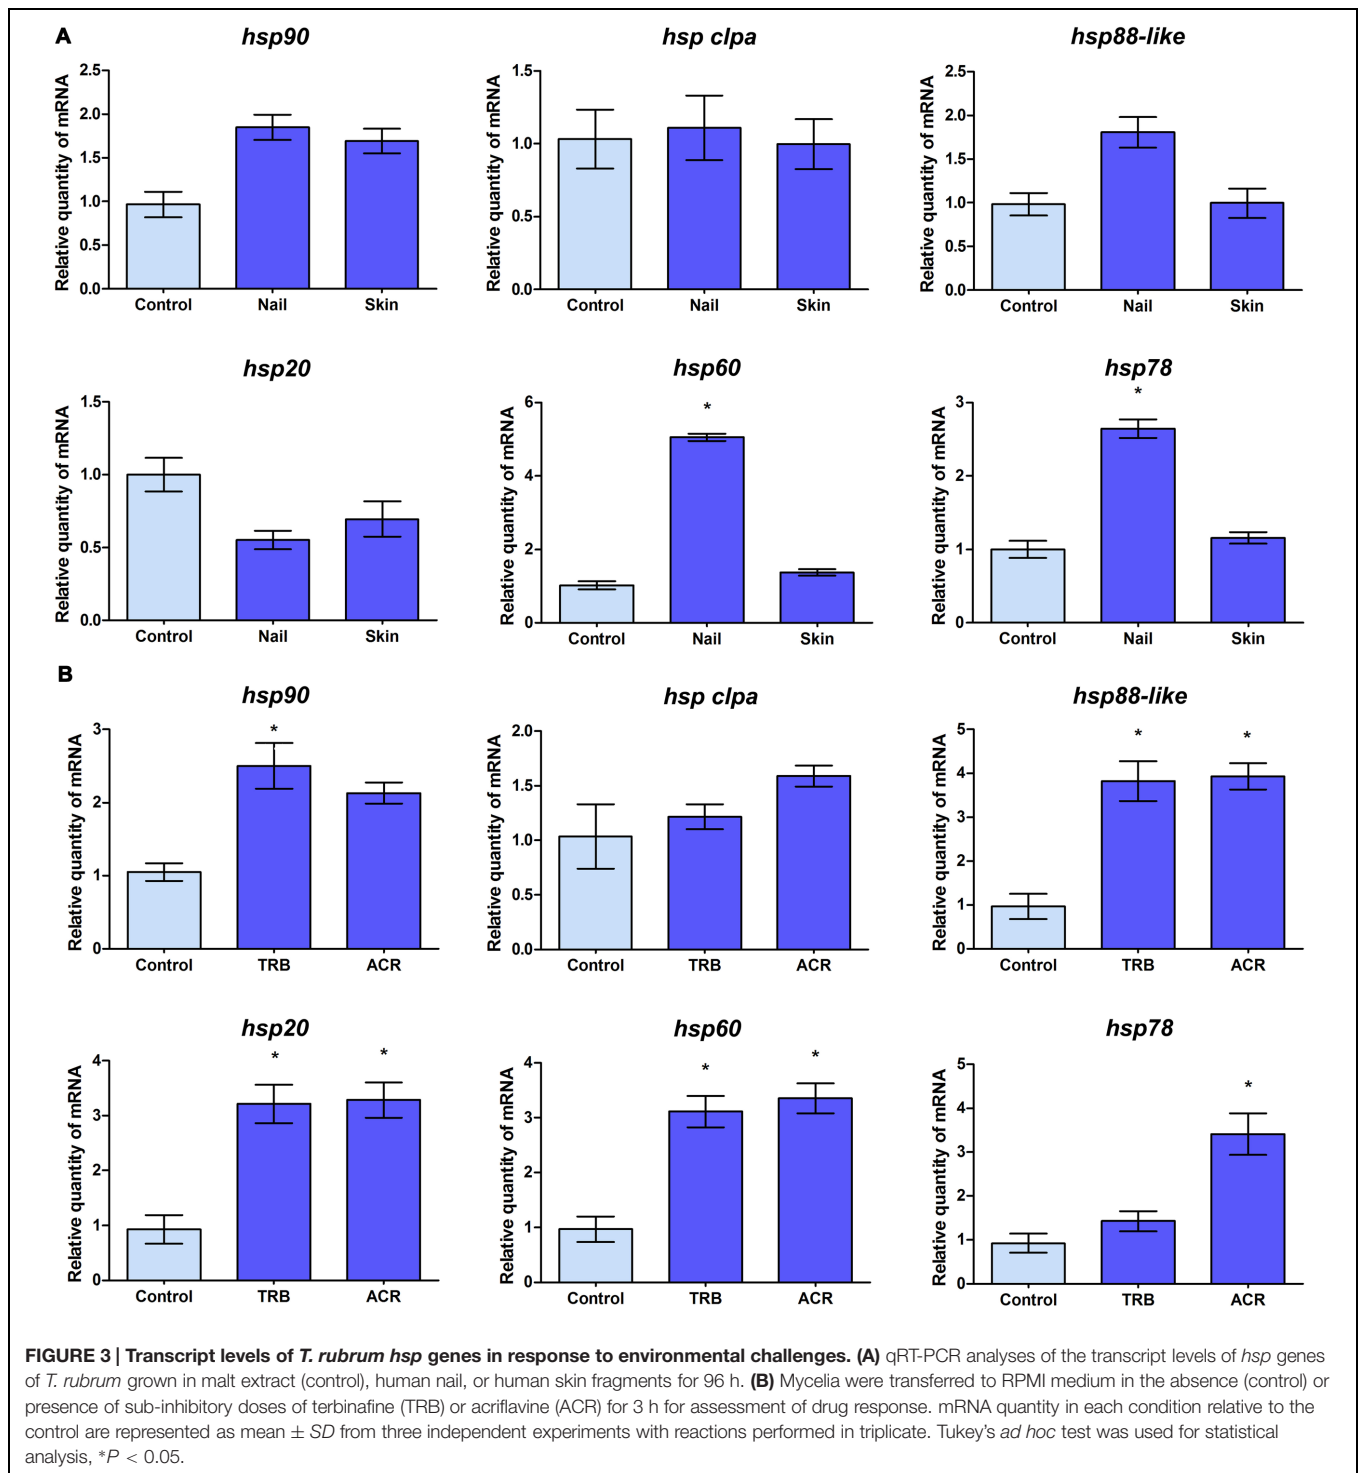 A
hsp90
hsp clpa
hsp88-like
Relative quantity of mRNA
2.5
2.0
1.5
1.0
0.5
0.0
Control Nail Skin
Relative quantity of mRNA
1.5
1.0
0.5
0.0
Control Nail Skin
Relative quantity of mRNA
2.5
2.0
1.5
1.0
0.5
0.0
Control Nail Skin
hsp20
hsp60
hsp78
Relative quantity of mRNA
1.5
1.0
0.5
0.0
Control Nail Skin
Relative quantity of mRNA
6
4
2
0
*
Control Nail Skin
Relative quantity of mRNA
3
2
1
0
*
Control Nail Skin
B
hsp90
hsp clpa
hsp88-like
Relative quantity of mRNA
3
2
1
0
*
Control TRB ACR
Relative quantity of mRNA
2.0
1.5
1.0
0.5
0.0
Control TRB ACR
Relative quantity of mRNA
5
4
3
2
1
0
* *
Control TRB ACR
hsp20
hsp60
hsp78
Relative quantity of mRNA
4
3
2
1
0
* *
Control TRB ACR
Relative quantity of mRNA
4
3
2
1
0
* *
Control TRB ACR
Relative quantity of mRNA
5
4
3
2
1
0
*
Control TRB ACR
FIGURE 3 | Transcript levels of T. rubrum hsp genes in response to environmental challenges. (A) qRT-PCR analyses of the transcript levels of hsp genes
of T. rubrum grown in malt extract (control), human nail, or human skin fragments for 96 h. (B) Mycelia were transferred to RPMI medium in the absence (control) or
presence of sub-inhibitory doses of terbinafine (TRB) or acriflavine (ACR) for 3 h for assessment of drug response. mRNA quantity in each condition relative to the
control are represented as mean ± SD from three independent experiments with reactions performed in triplicate. Tukey's ad hoc test was used for statistical
analysis, *P < 0.05.